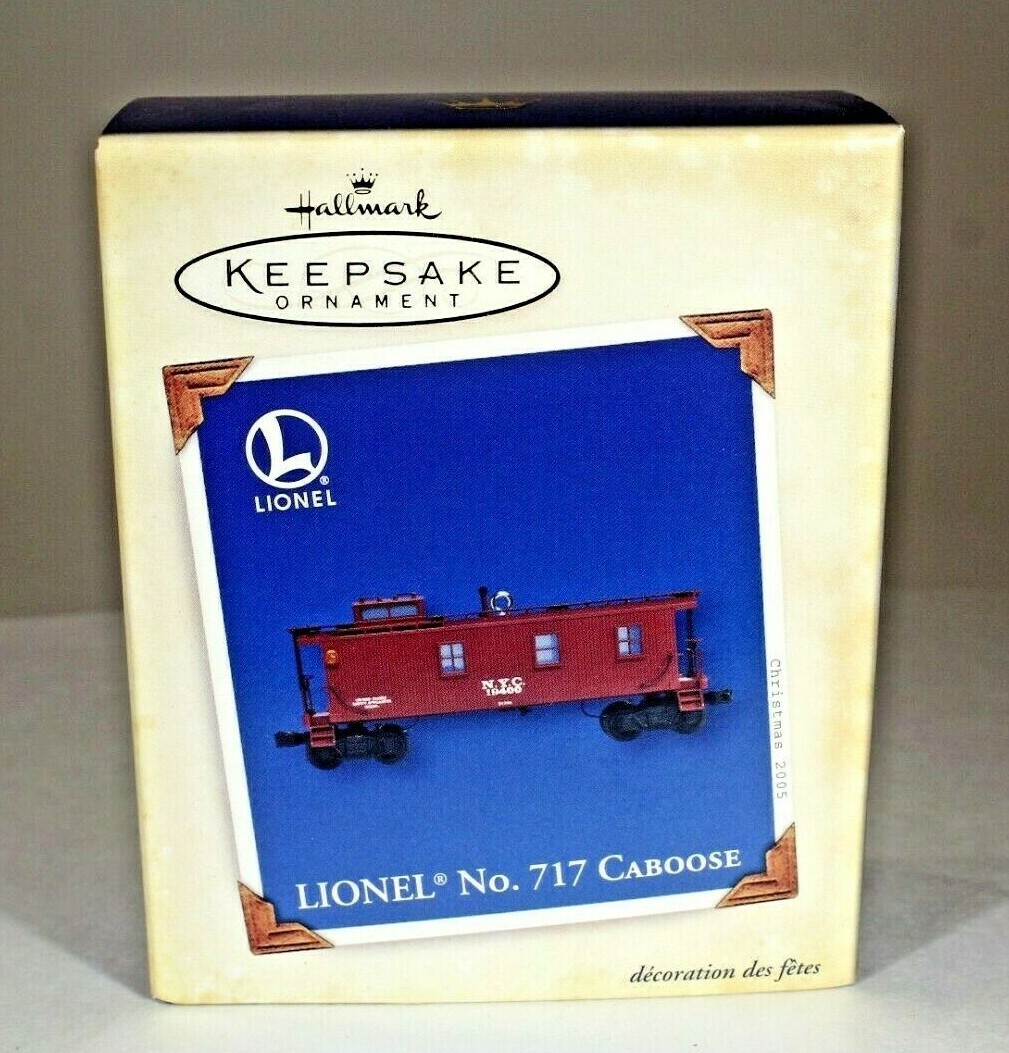 Hallmark
KEEPSAKE
ORNAMENT
L
®
LIONEL
N.Y.C.
19400
Christmas 2005
LIONEL® No. 717 CABOOSE
décoration des fêtes